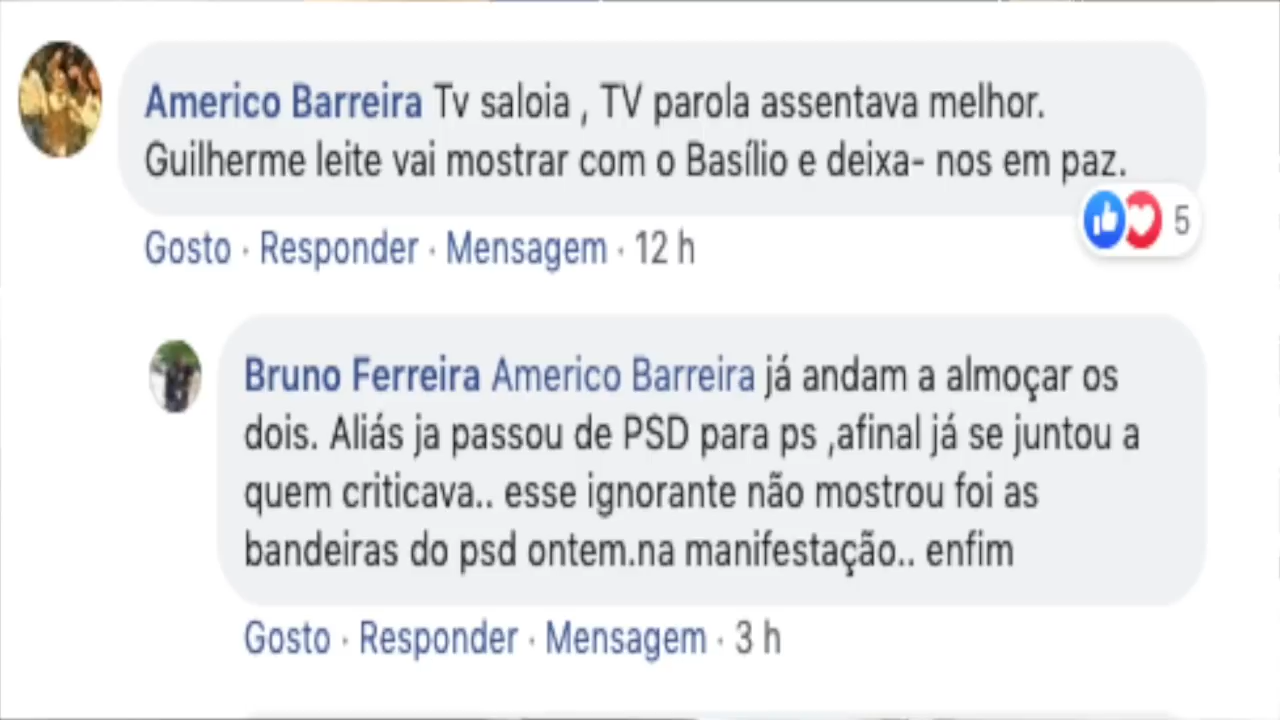 Americo Barreira Tv saloia , TV parola assentava melhor.
Guilherme leite vai mostrar com o Basílio e deixa- nos em paz.
5
Gosto · Responder · Mensagem · 12 h
Bruno Ferreira Americo Barreira já andam a almoçar os
dois. Aliás ja passou de PSD para ps ,afinal já se juntou a
quem criticava.. esse ignorante não mostrou foi as
bandeiras do psd ontem.na manifestação.. enfim
Gosto · Responder · Mensagem · 3 h